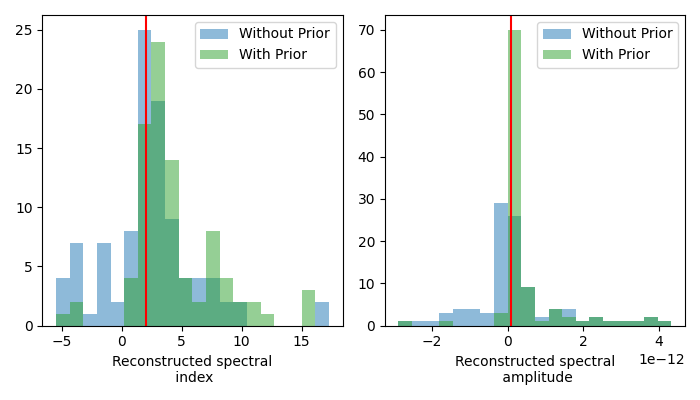 25
20
15
10
5
0
Without Prior
With Prior
−5
0
5
10
15
Reconstructed spectral
index
70
60
50
40
30
20
10
0
Without Prior
With Prior
−2
0
2
4
1e−12
Reconstructed spectral
amplitude